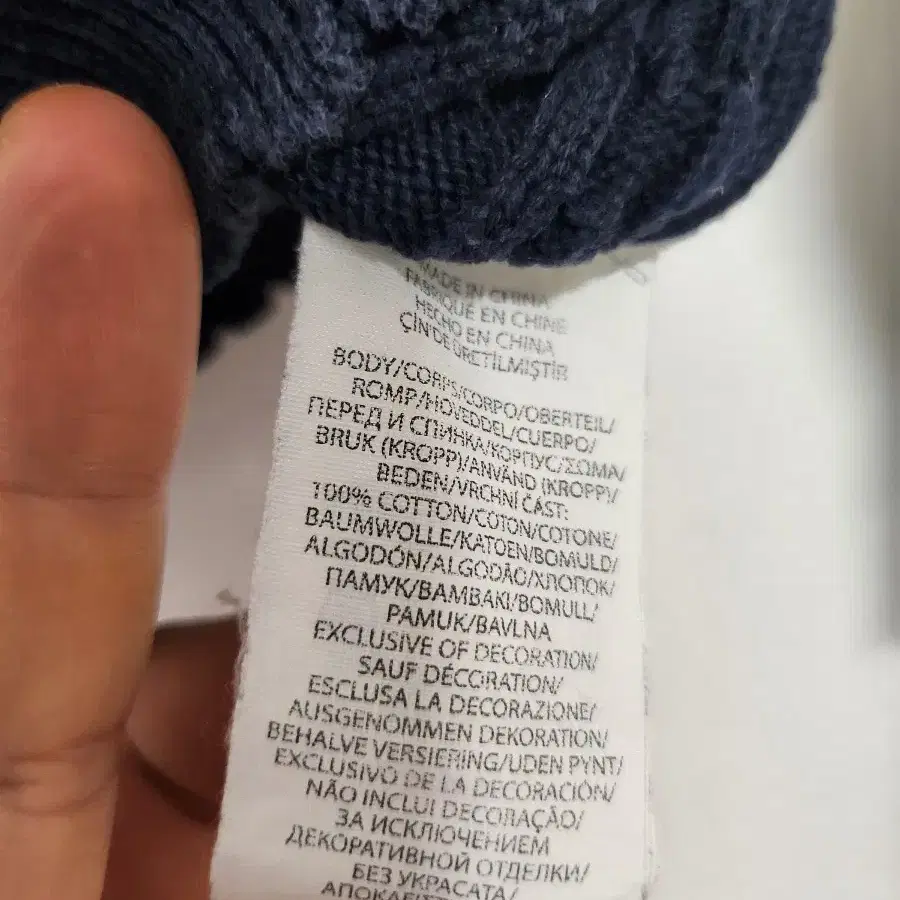 MADE IN CHINA
FABRIQUÉ EN CHINE
HECHO EN CHINA
ÇİN'DE ÜRETİLMİŞTİR
BODY/CORPS/CORPO/OBERTEIL/
ROMP/HOVEDDEL/CUERPO/
ПЕРЕД И СПИНКА/КОРПУС/ΣΩΜΑ/
BRUK (KROPP)/ANVÄND (KROPP)/
BEDEN/VRCHNÍ ČÁST:
100% COTTON/COTON/COTONE/
BAUMWOLLE/KATOEN/BOMULD/
ALGODÓN/ALGODÃO/ХЛОПОК/
ПАМУК/BAMBAKI/BOMULL/
PAMUK/BAVLNA
EXCLUSIVE OF DECORATION/
SAUF DÉCORATION/
ESCLUSA LA DECORAZIONE/
AUSGENOMMEN DEKORATION/
BEHALVE VERSIERING/UDEN PYNT/
EXCLUSIVO DE LA DECORACIÓN/
NÃO INCLUI DECORAÇÃO/
ЗА ИСКЛЮЧЕНИЕМ
ДЕКОРАТИВНОЙ ОТДЕЛКИ/
БЕЗ УКРАСАТА/